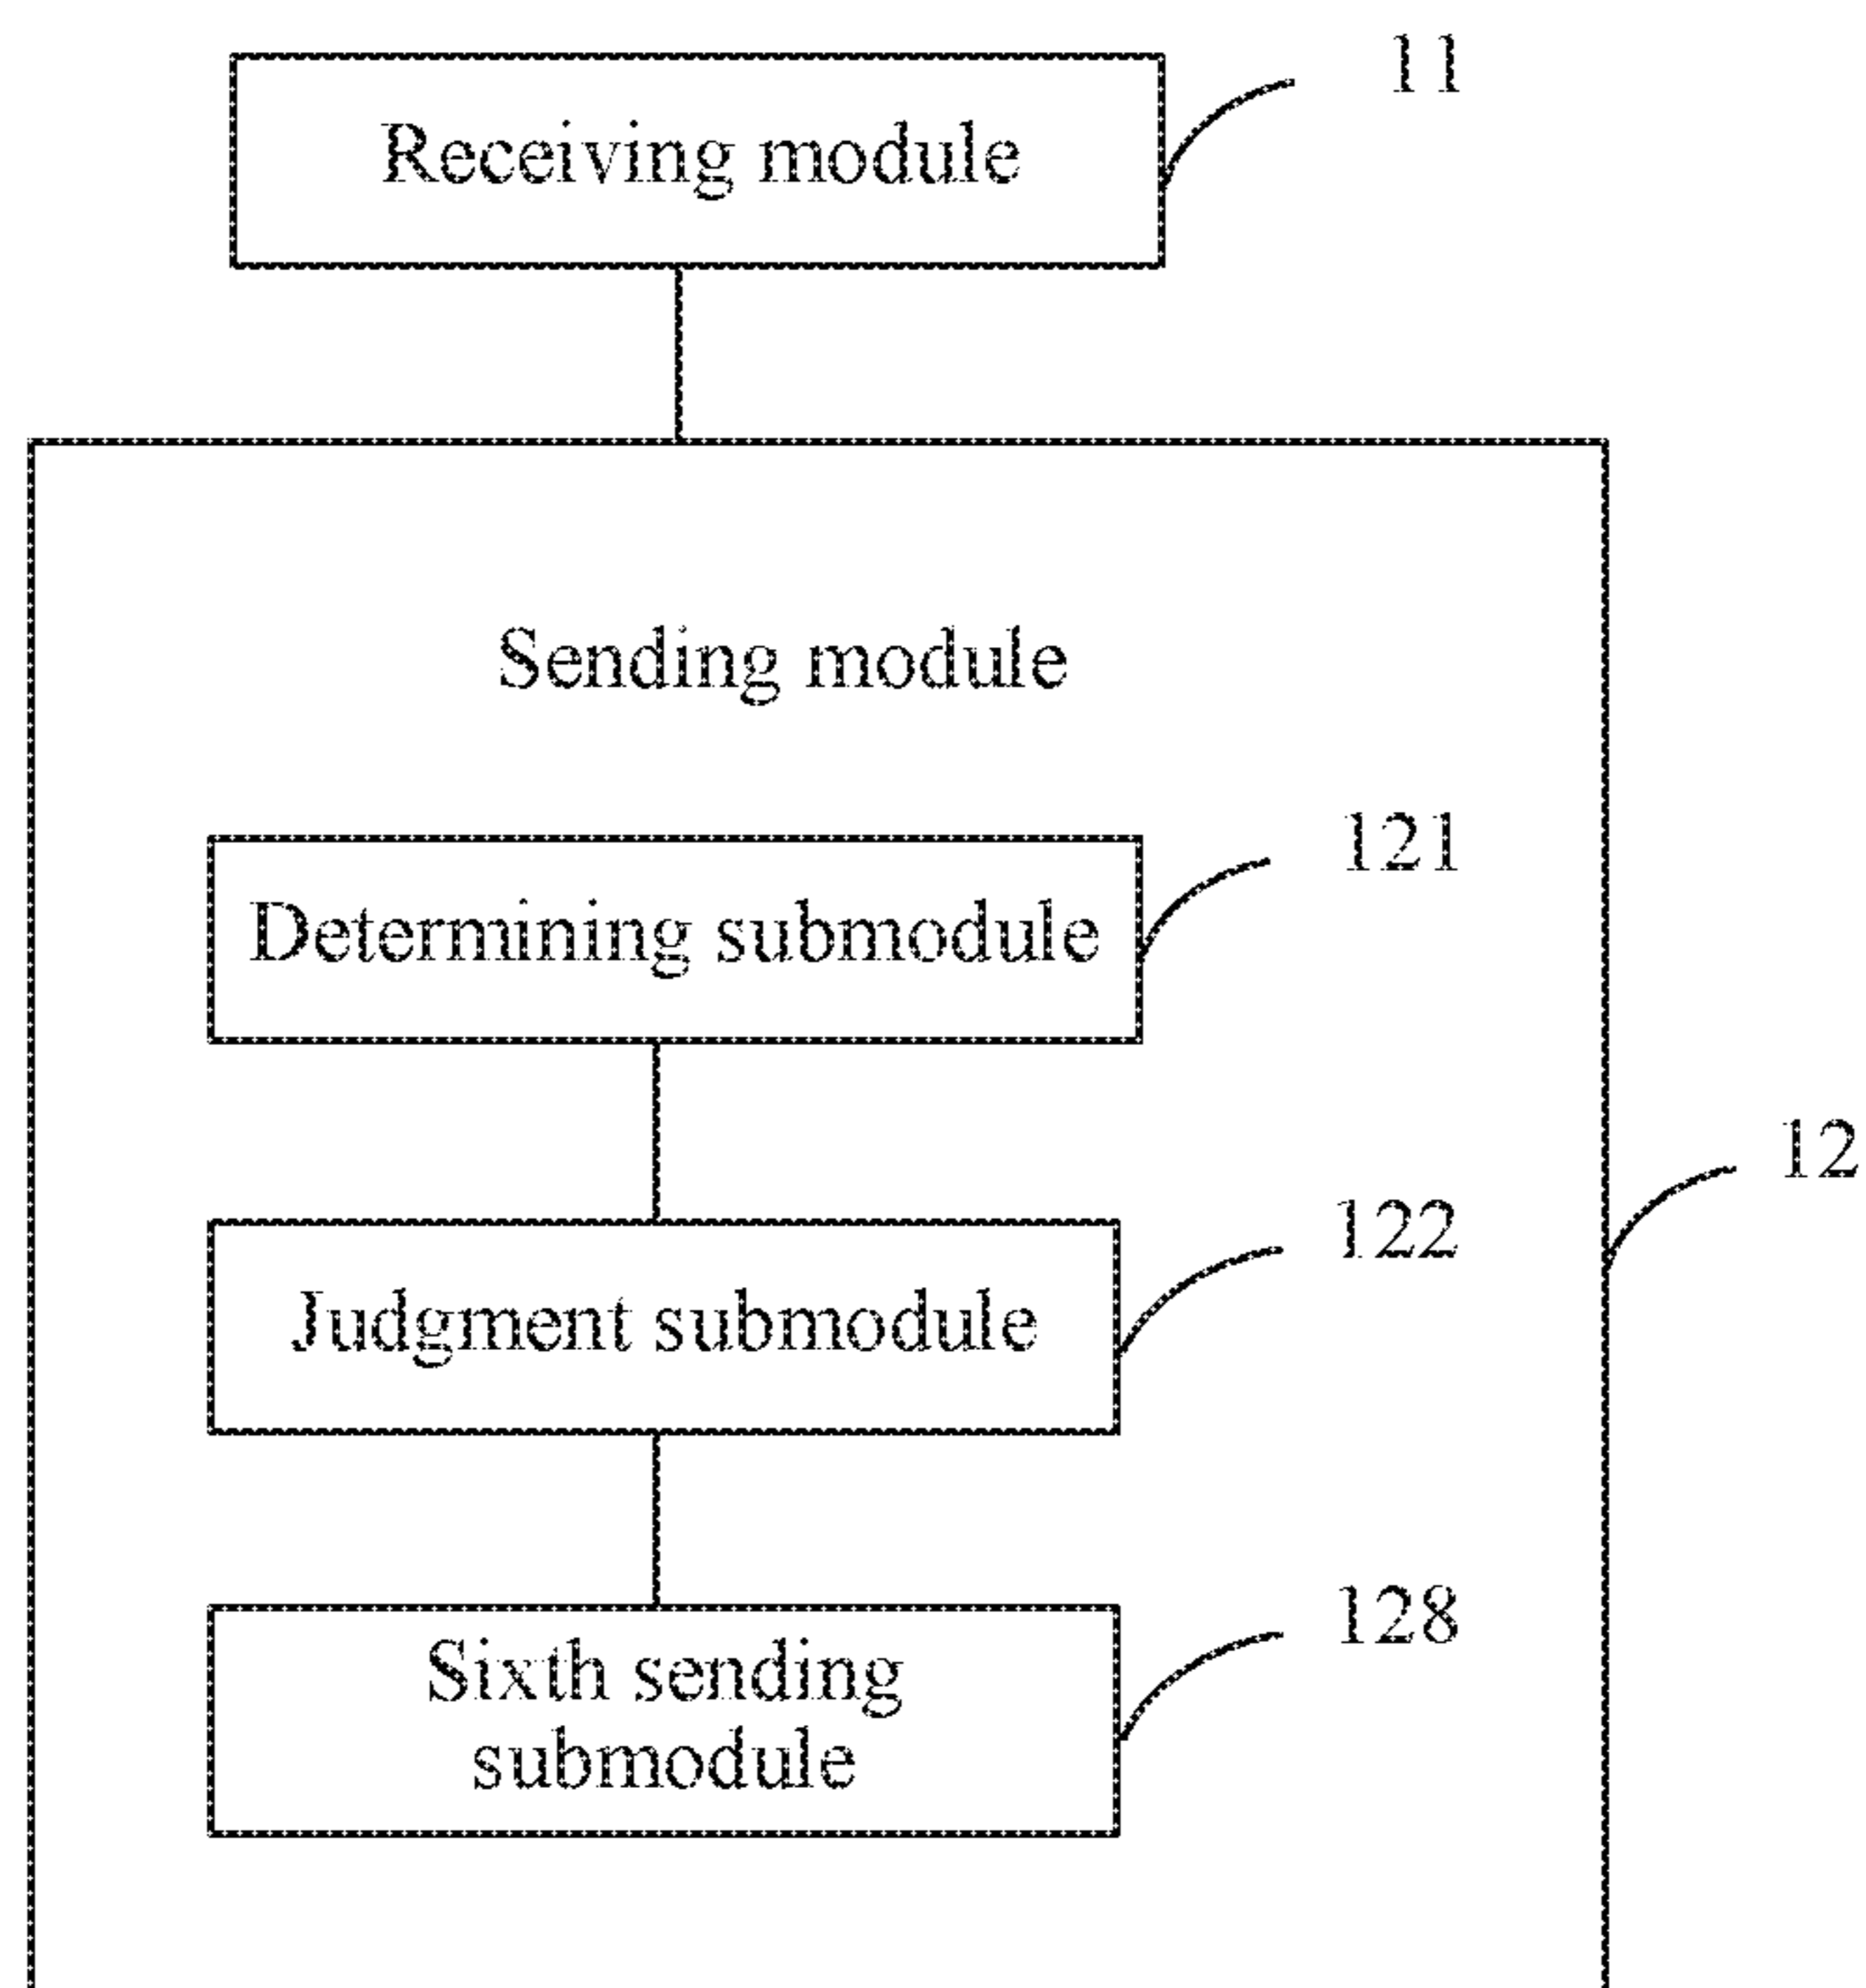 11
Receiving module
Sending module
121
Determining submodule
12
122
Judgment submodule
128
Sixth sending
submodule